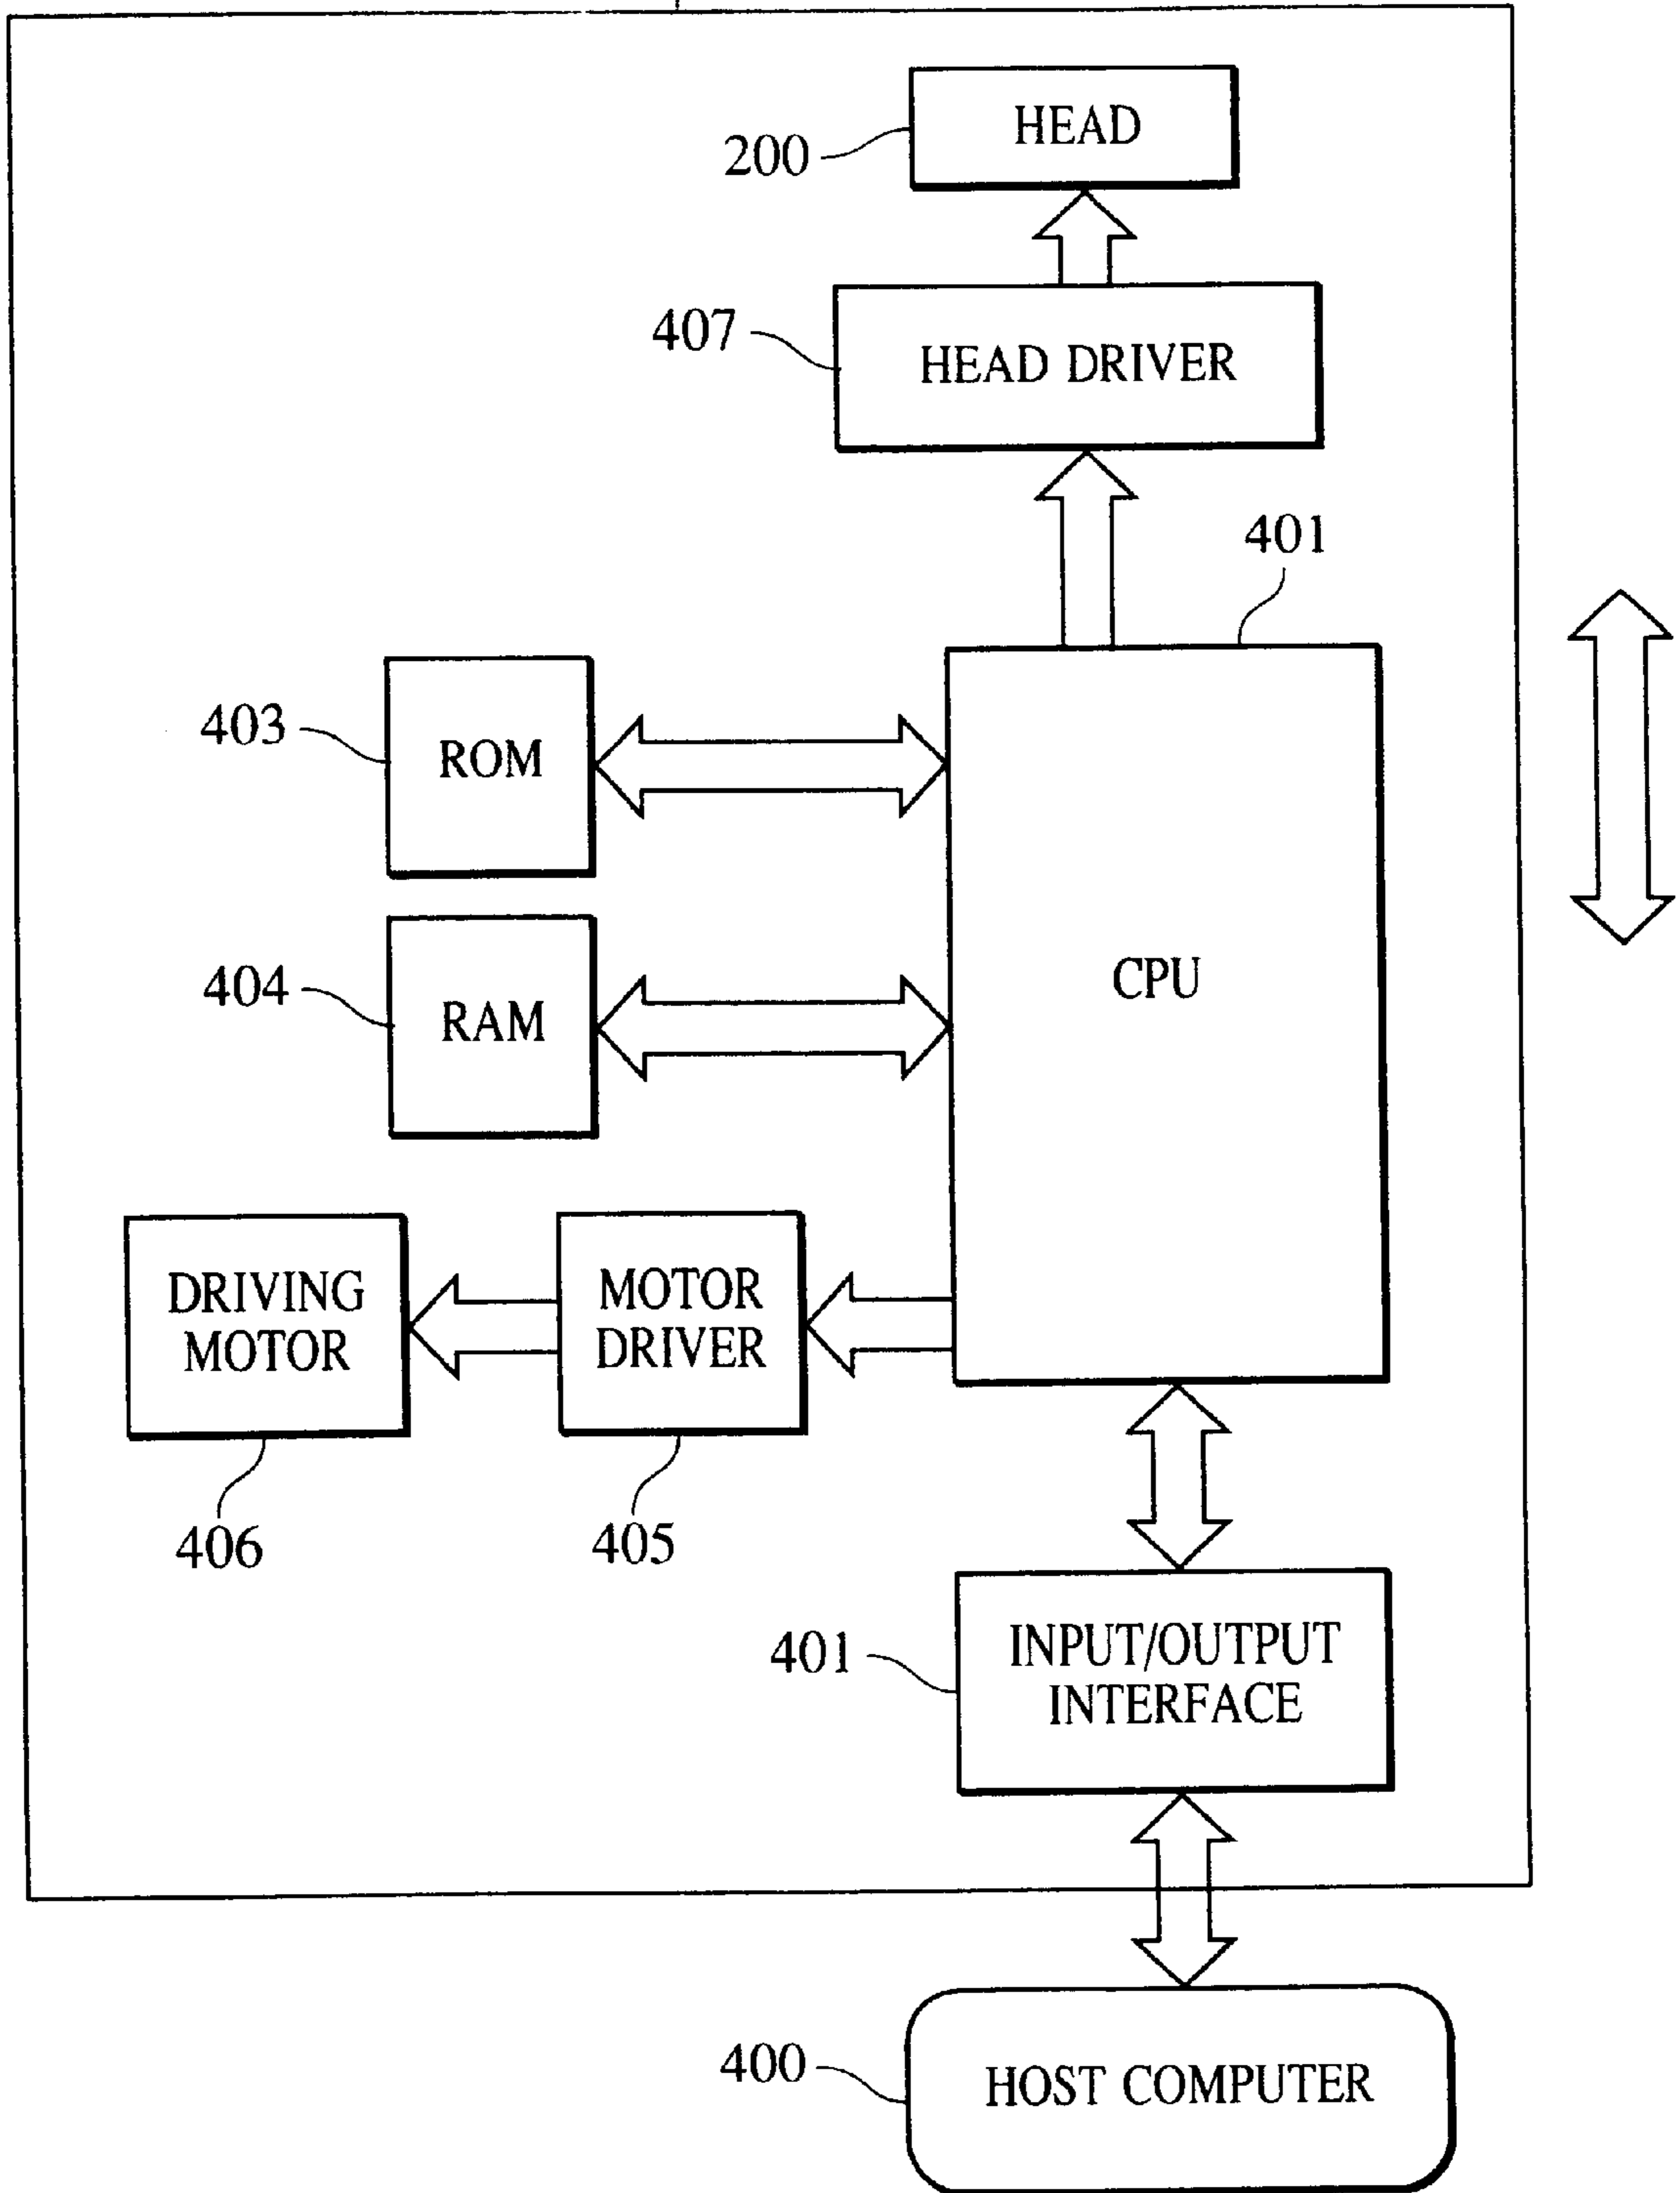 HEAD
200
407
HEAD DRIVER
401
403
ROM
CPU
404
RAM
DRIVING
MOTOR
MOTOR
DRIVER
406
405
401
INPUT/OUTPUT
INTERFACE
400
HOST COMPUTER